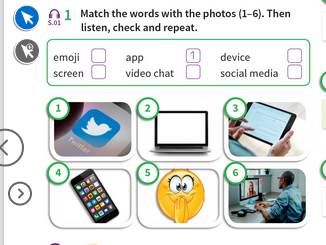 S.01
1 Match the words with the photos (1–6). Then
listen, check and repeat.
emoji app 1 device
screen video chat social media
1 2 3
Twitter
4 5 6